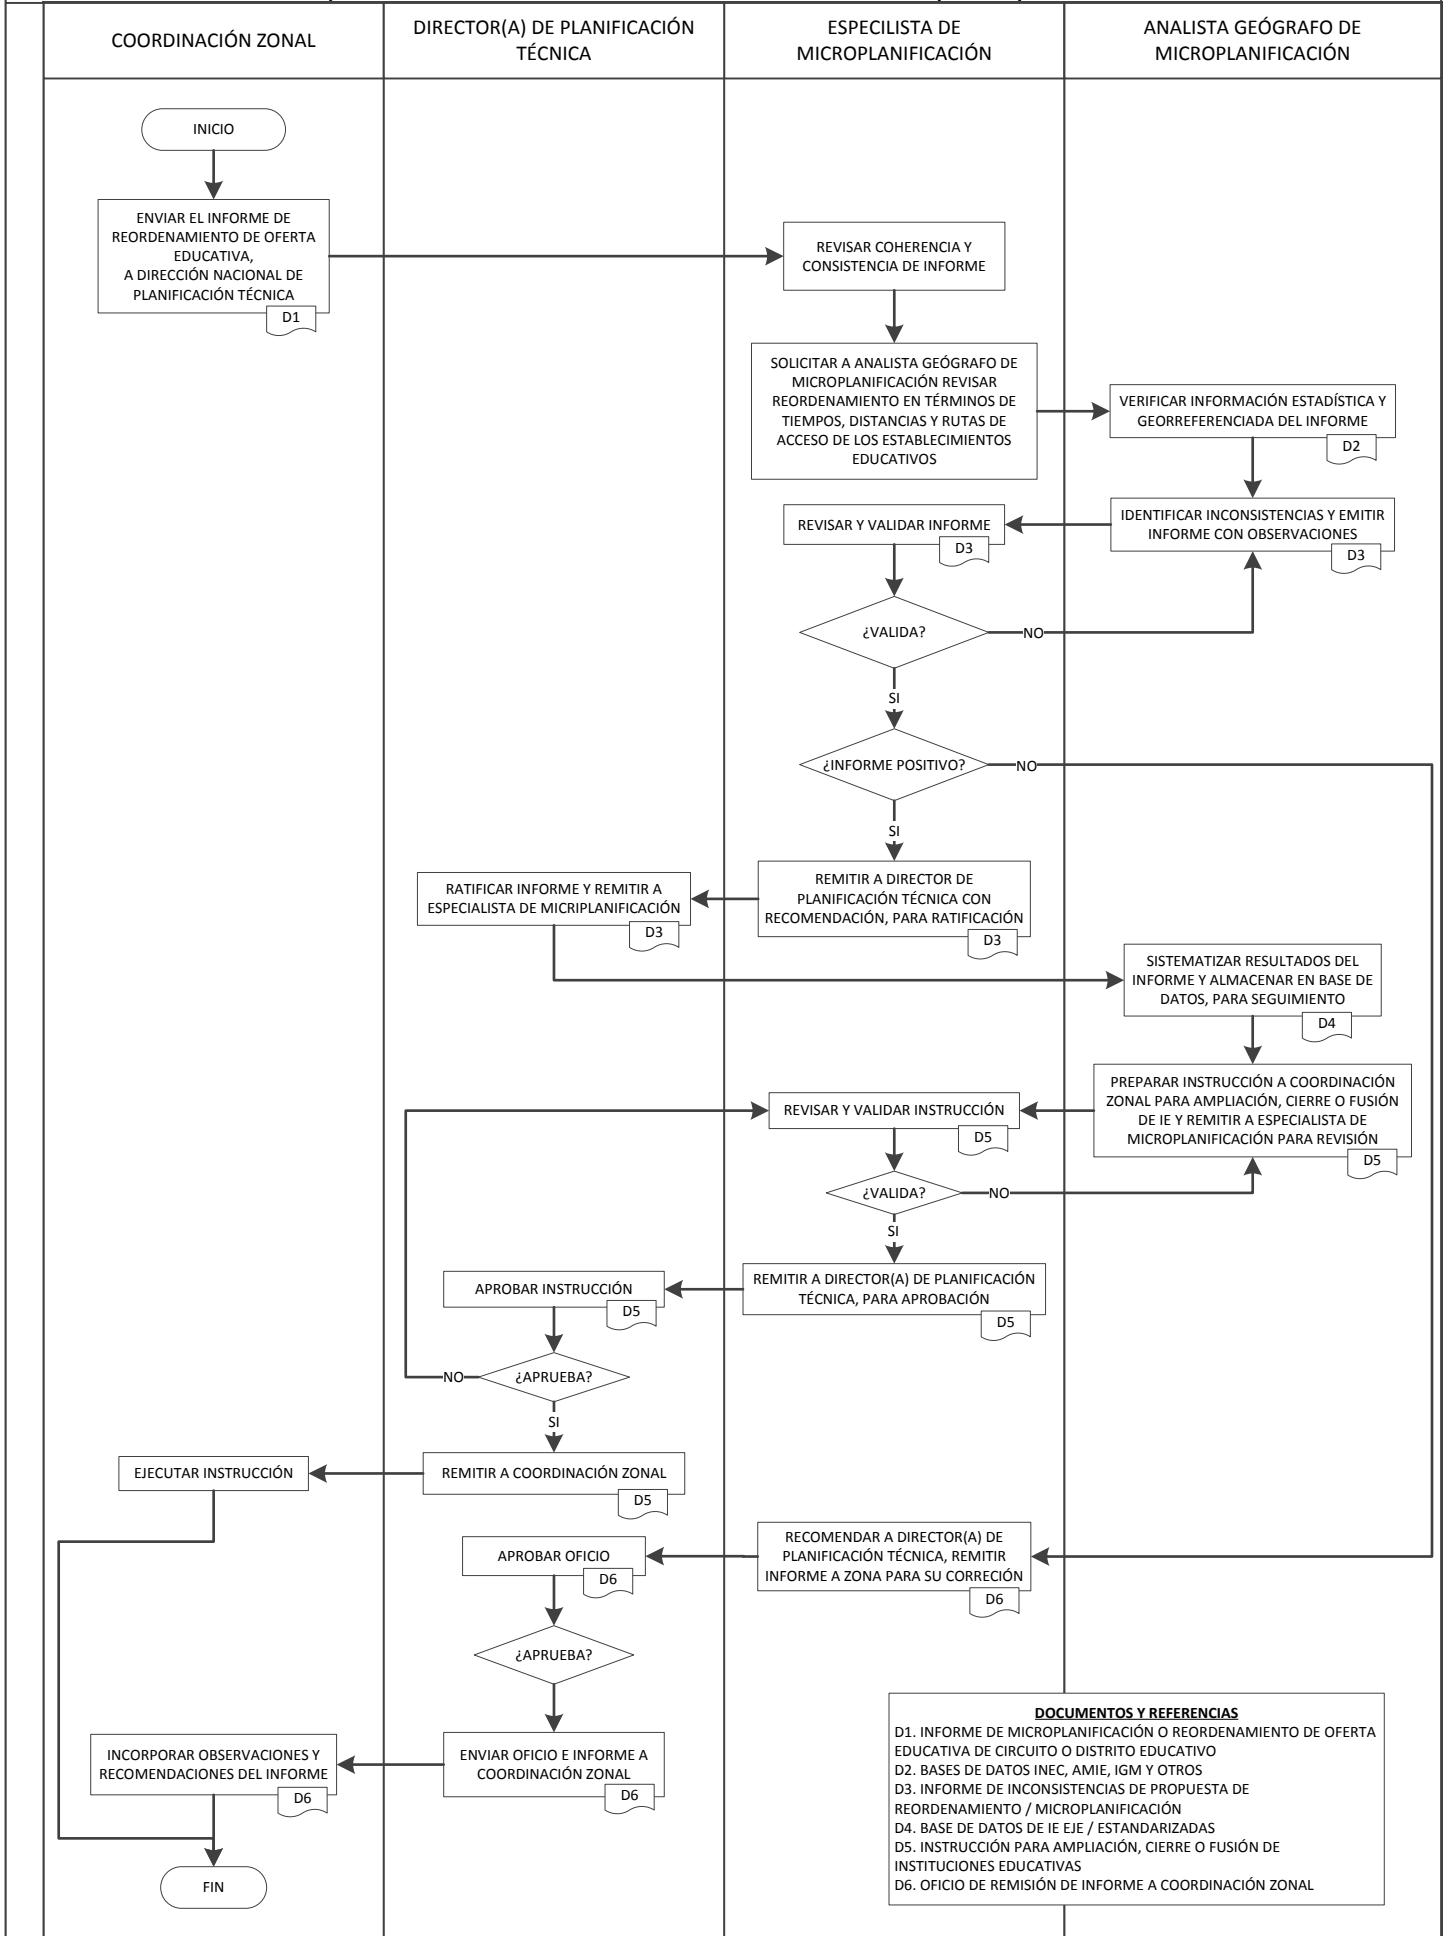 COORDINACIÓN ZONAL
DIRECTOR(A) DE PLANIFICACIÓN
TÉCNICA
ESPECILISTA DE
MICROPLANIFICACIÓN
ANALISTA GEÓGRAFO DE
MICROPLANIFICACIÓN
INICIO
ENVIAR EL INFORME DE
REORDENAMIENTO DE OFERTA
EDUCATIVA,
A DIRECCIÓN NACIONAL DE
PLANIFICACIÓN TÉCNICA
D1
REVISAR COHERENCIA Y
CONSISTENCIA DE INFORME
SOLICITAR A ANALISTA GEÓGRAFO DE
MICROPLANIFICACIÓN REVISAR
REORDENAMIENTO EN TÉRMINOS DE
TIEMPOS, DISTANCIAS Y RUTAS DE
ACCESO DE LOS ESTABLECIMIENTOS
EDUCATIVOS
VERIFICAR INFORMACIÓN ESTADÍSTICA Y
GEORREFERENCIADA DEL INFORME
D2
IDENTIFICAR INCONSISTENCIAS Y EMITIR
INFORME CON OBSERVACIONES
D3
REVISAR Y VALIDAR INFORME
D3
¿VALIDA?
NO
SI
¿INFORME POSITIVO?
NO
SI
REMITIR A DIRECTOR DE
PLANIFICACIÓN TÉCNICA CON
RECOMENDACIÓN, PARA RATIFICACIÓN
D3
RATIFICAR INFORME Y REMITIR A
ESPECIALISTA DE MICRIPLANIFICACIÓN
D3
SISTEMATIZAR RESULTADOS DEL
INFORME Y ALMACENAR EN BASE DE
DATOS, PARA SEGUIMIENTO
D4
PREPARAR INSTRUCCIÓN A COORDINACIÓN
ZONAL PARA AMPLIACIÓN, CIERRE O FUSIÓN
DE IE Y REMITIR A ESPECIALISTA DE
MICROPLANIFICACIÓN PARA REVISIÓN
D5
REVISAR Y VALIDAR INSTRUCCIÓN
D5
¿VALIDA?
NO
SI
REMITIR A DIRECTOR(A) DE PLANIFICACIÓN
TÉCNICA, PARA APROBACIÓN
D5
APROBAR INSTRUCCIÓN
D5
¿APRUEBA?
NO
SI
REMITIR A COORDINACIÓN ZONAL
D5
EJECUTAR INSTRUCCIÓN
RECOMENDAR A DIRECTOR(A) DE
PLANIFICACIÓN TÉCNICA, REMITIR
INFORME A ZONA PARA SU CORRECIÓN
D6
APROBAR OFICIO
D6
¿APRUEBA?
ENVIAR OFICIO E INFORME A
COORDINACIÓN ZONAL
D6
INCORPORAR OBSERVACIONES Y
RECOMENDACIONES DEL INFORME
D6
FIN
DOCUMENTOS Y REFERENCIAS
D1. INFORME DE MICROPLANIFICACIÓN O REORDENAMIENTO DE OFERTA
EDUCATIVA DE CIRCUITO O DISTRITO EDUCATIVO
D2. BASES DE DATOS INEC, AMIE, IGM Y OTROS
D3. INFORME DE INCONSISTENCIAS DE PROPUESTA DE
REORDENAMIENTO / MICROPLANIFICACIÓN
D4. BASE DE DATOS DE IE EJE / ESTANDARIZADAS
D5. INSTRUCCIÓN PARA AMPLIACIÓN, CIERRE O FUSIÓN DE
INSTITUCIONES EDUCATIVAS
D6. OFICIO DE REMISIÓN DE INFORME A COORDINACIÓN ZONAL